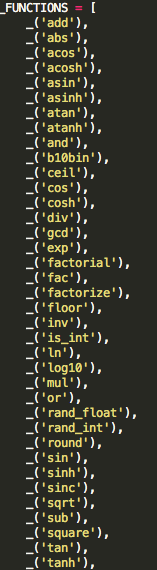 _FUNCTIONS = [
_('add'),
_('abs'),
_('acos'),
_('acosh'),
_('asin'),
_('asinh'),
_('atan'),
_('atanh'),
_('and'),
_('b10bin'),
_('ceil'),
_('cos'),
_('cosh'),
_('div'),
_('gcd'),
_('exp'),
_('factorial'),
_('fac'),
_('factorize'),
_('floor'),
_('inv'),
_('is_int'),
_('ln'),
_('log10'),
_('mul'),
_('or'),
_('rand_float'),
_('rand_int'),
_('round'),
_('sin'),
_('sinh'),
_('sinc'),
_('sqrt'),
_('sub'),
_('square'),
_('tan'),
_('tanh'),